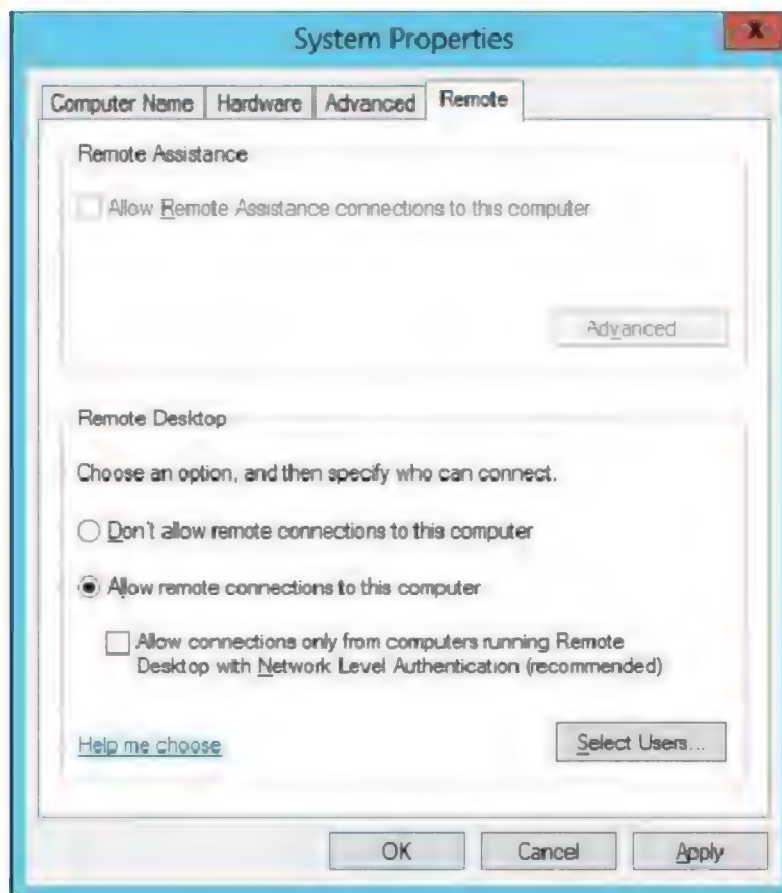 System Properties
X
Computer Name
Hardware
Advanced
Remote
Remote Assistance
Allow Remote Assistance connections to this computer
Advanced
Remote Desktop
Choose an option, and then specify who can connect.
Don't allow remote connections to this computer
Allow remote connections to this computer
Allow connections only from computers running Remote
Desktop with Network Level Authentication (recommended)
Help me choose
Select Users...
OK
Cancel
Apply